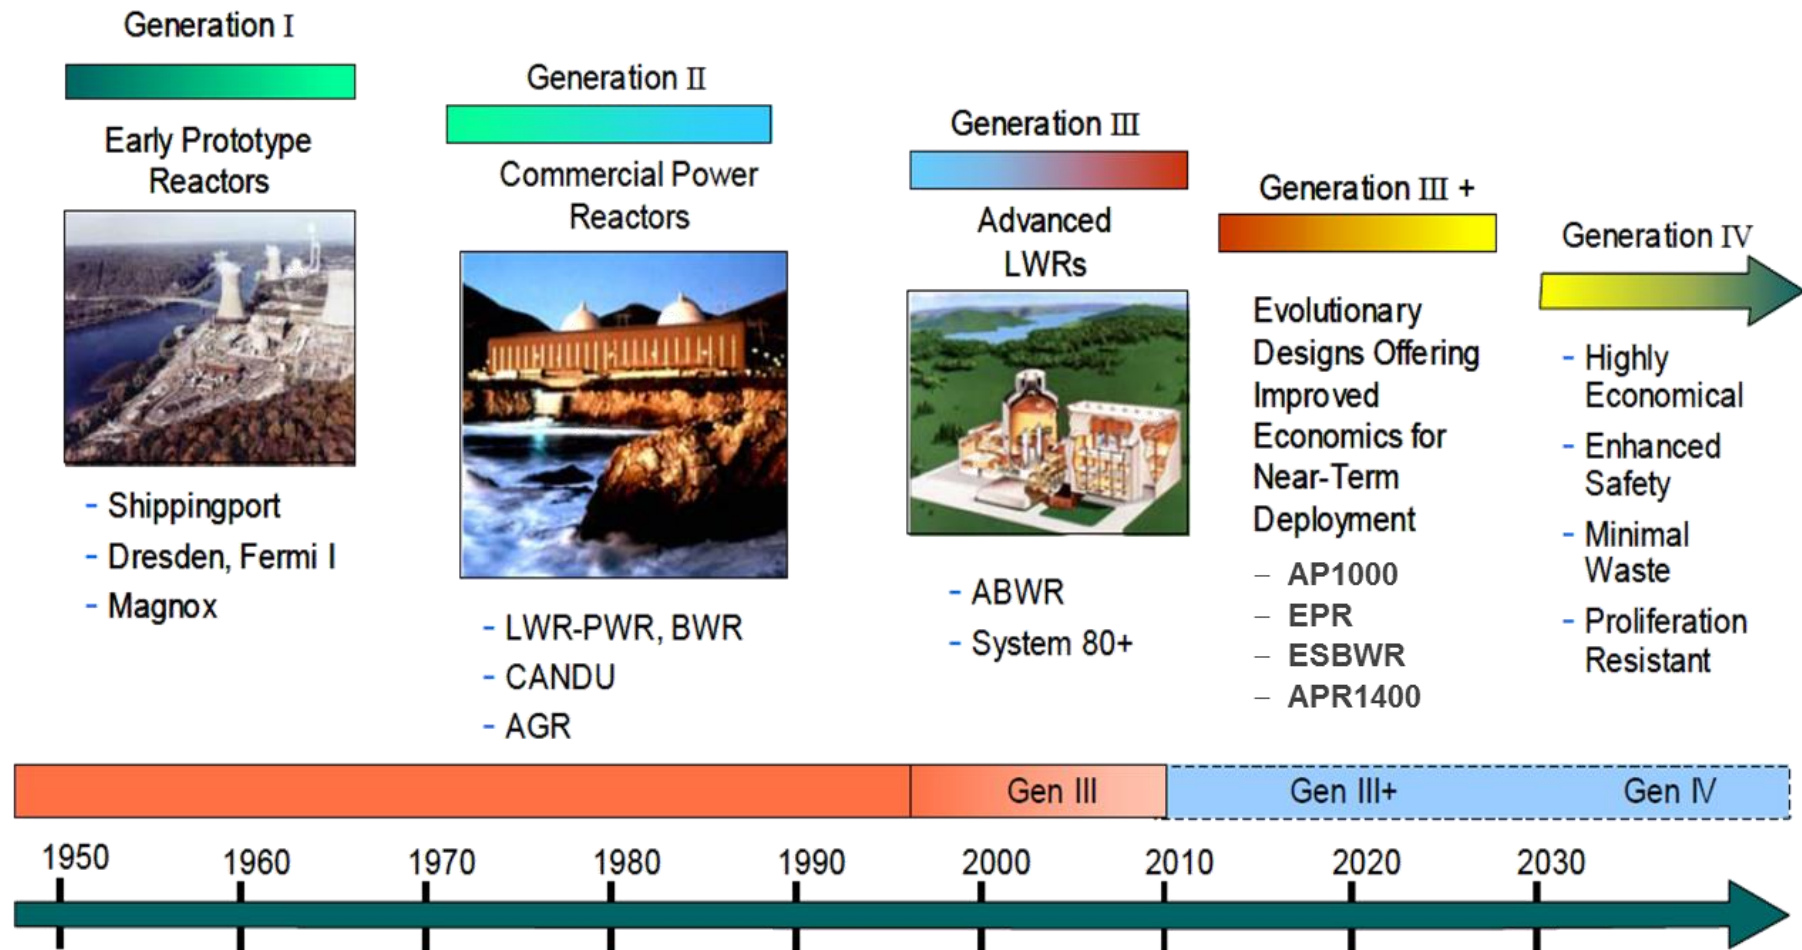 Generation I
Early Prototype
Reactors
- Shippingport
- Dresden, Fermi I
- Magnox
Generation II
Commercial Power
Reactors
- LWR-PWR, BWR
- CANDU
- AGR
Generation III
Advanced
LWRs
- ABWR
- System 80+
Generation III +
Evolutionary
Designs Offering
Improved
Economics for
Near-Term
Deployment
– AP1000
– EPR
– ESBWR
– APR1400
Generation IV
- Highly
Economical
- Enhanced
Safety
- Minimal
Waste
- Proliferation
Resistant
Gen III
Gen III+
Gen IV
1950
1960
1970
1980
1990
2000
2010
2020
2030